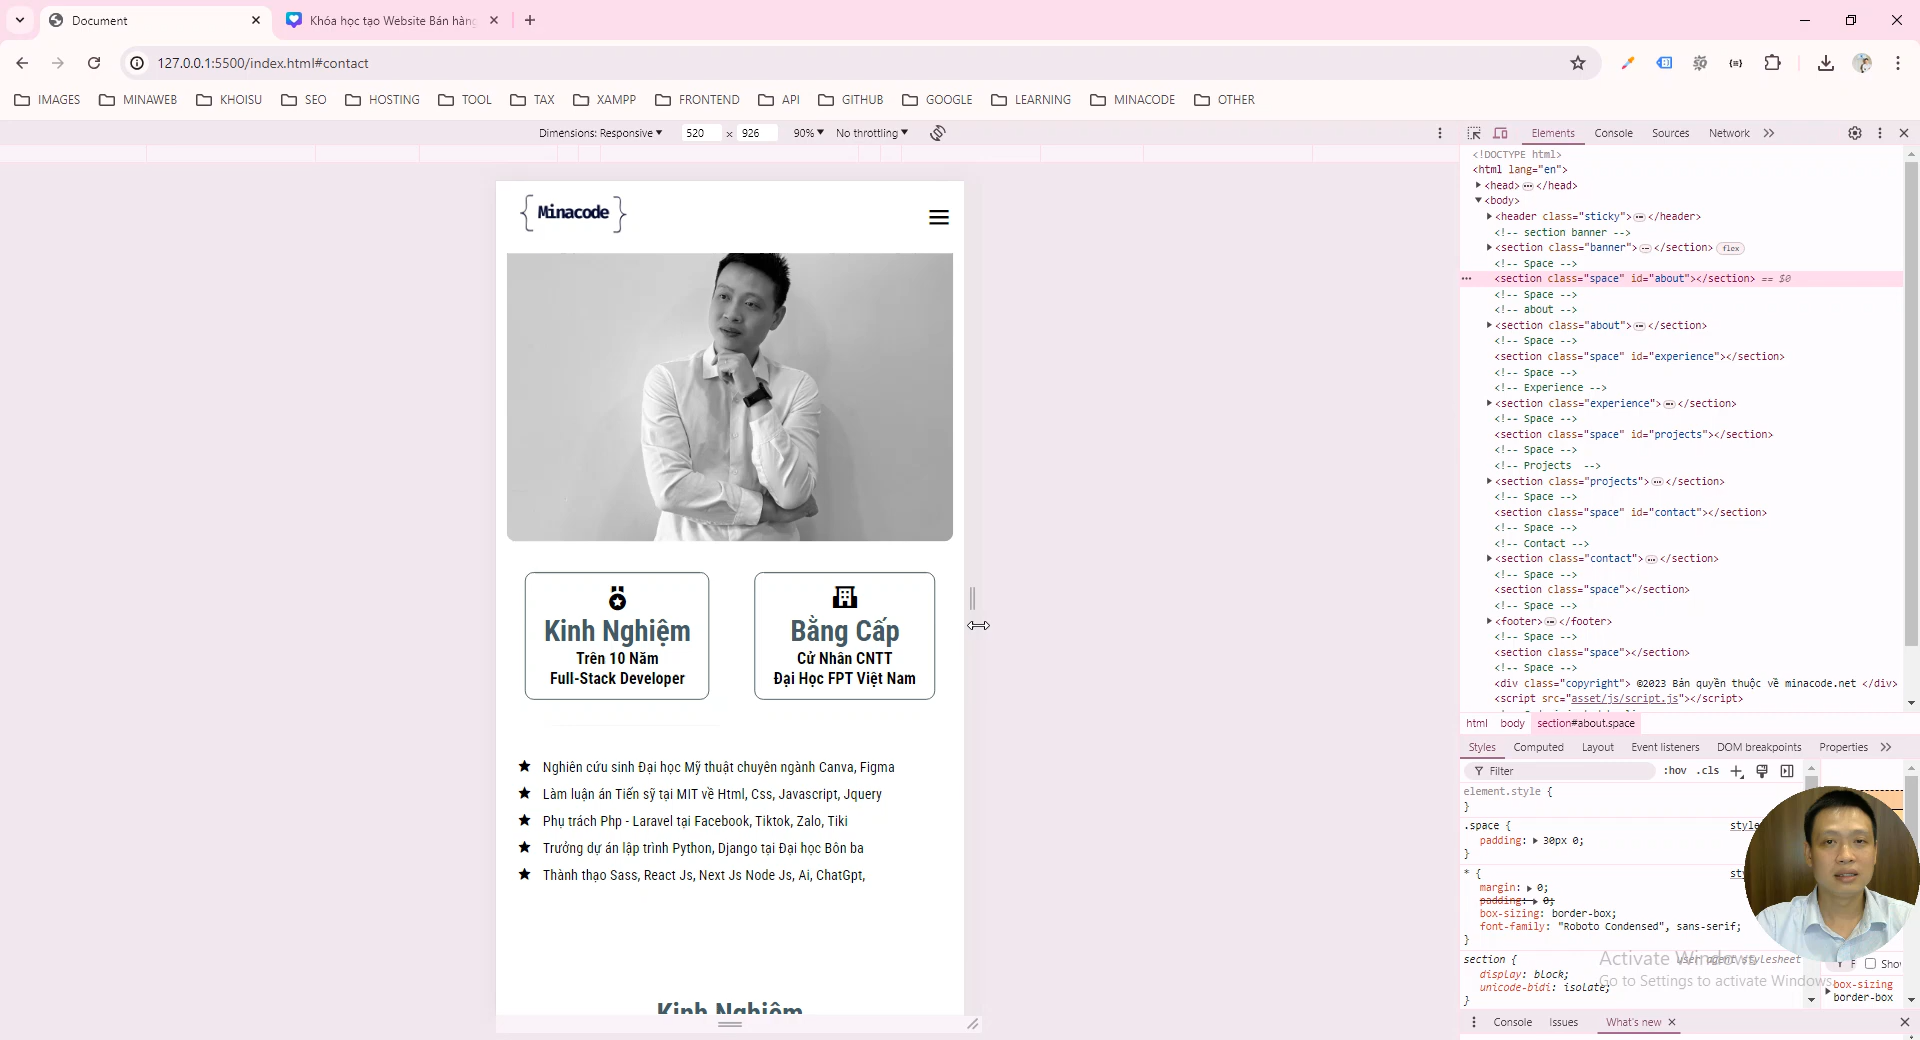 Document
Khóa học tạo Website Bán hàng
127.0.0.1:5500/index.html#contact
IMAGES MINAWEB KHOISU SEO HOSTING TOOL TAX XAMPP FRONTEND API GITHUB GOOGLE LEARNING MINACODE OTHER
Dimensions: Responsive 520 x 926 90% No throttling
Elements Console Sources Network
Minacode
Kinh Nghiệm
Trên 10 Năm
Full-Stack Developer
Bằng Cấp
Cử Nhân CNTT
Đại Học FPT Việt Nam
Nghiên cứu sinh Đại học Mỹ thuật chuyên ngành Canva, Figma
Làm luận án Tiến sỹ tại MIT về Html, Css, Javascript, Jquery
Phụ trách Php - Laravel tại Facebook, Tiktok, Zalo, Tiki
Trưởng dự án lập trình Python, Django tại Đại học Bôn ba
Thành thạo Sass, React Js, Next Js Node Js, Ai, ChatGpt,
Kinh Nghiệm
<!DOCTYPE html>
<html lang="en">
<head> </head>
<body>
<header class="sticky"> </header>
<!-- section banner -->
<section class="banner"> </section> flex
<!-- Space -->
<section class="space" id="about"></section> == $0
<!-- Space -->
<!-- about -->
<section class="about"> </section>
<!-- Space -->
<section class="space" id="experience"></section>
<!-- Space -->
<!-- Experience -->
<section class="experience"> </section>
<!-- Space -->
<section class="space" id="projects"></section>
<!-- Space -->
<!-- Projects -->
<section class="projects"> </section>
<!-- Space -->
<section class="space" id="contact"></section>
<!-- Space -->
<!-- Contact -->
<section class="contact"> </section>
<!-- Space -->
<section class="space"></section>
<!-- Space -->
<footer> </footer>
<!-- Space -->
<section class="space"></section>
<!-- Space -->
<div class="copyright"> ©2023 Bản quyền thuộc về minacode.net </div>
<script src="asset/js/script.js"></script>
html body section#about.space
Styles Computed Layout Event listeners DOM breakpoints Properties
Filter :hov .cls
element.style {
}
.space {
padding: 30px 0;
}
* {
margin: 0;
padding: 0;
box-sizing: border-box;
font-family: "Roboto Condensed", sans-serif;
}
section { user agent stylesheet
display: block;
unicode-bidi: isolate;
}
box-sizing
border-box
Activate Windows
Go to Settings to activate Windows.
Console Issues What's new